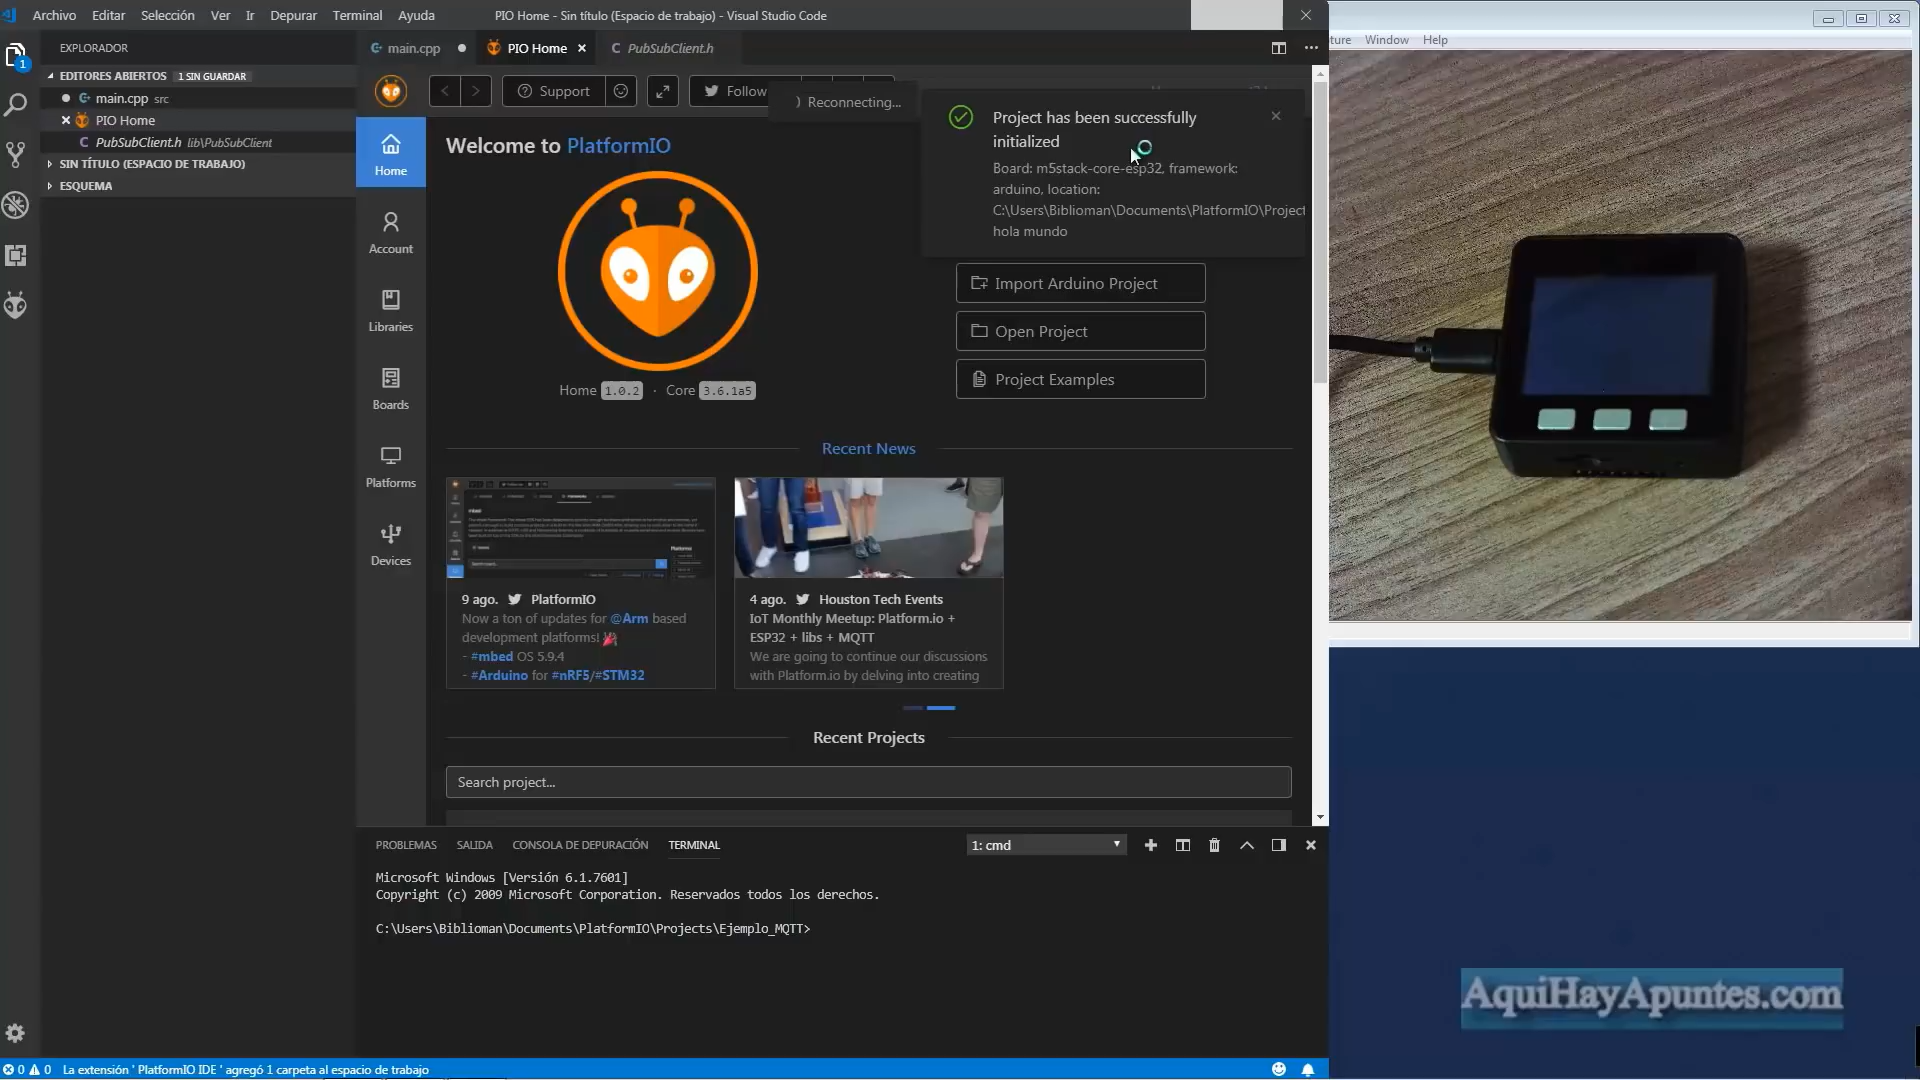 Archivo Editar Selección Ver Ir Depurar Terminal Ayuda
PIO Home - Sin título (Espacio de trabajo) - Visual Studio Code
Window Help
EXPLORADOR
EDITORES ABIERTOS 1 SIN GUARDAR
main.cpp src
PIO Home
PubSubClient.h lib\PubSubClient
SIN TÍTULO (ESPACIO DE TRABAJO)
ESQUEMA
1
main.cpp
PIO Home
PubSubClient.h
Support
Follow
Reconnecting...
Project has been successfully
initialized
Board: m5stack-core-esp32, framework:
arduino, location:
C:\Users\Biblioman\Documents\PlatformIO\Project
hola mundo
Home
Account
Libraries
Boards
Platforms
Devices
Welcome to PlatformIO
Home 1.0.2 · Core 3.6.1a5
Import Arduino Project
Open Project
Project Examples
Recent News
9 ago. PlatformIO
Now a ton of updates for @Arm based
development platforms!
- #mbed OS 5.9.4
- #Arduino for #nRF5/#STM32
4 ago. Houston Tech Events
IoT Monthly Meetup: Platform.io +
ESP32 + libs + MQTT
We are going to continue our discussions
with Platform.io by delving into creating
Recent Projects
Search project...
PROBLEMAS SALIDA CONSOLA DE DEPURACIÓN TERMINAL
1: cmd
Microsoft Windows [Versión 6.1.7601]
Copyright (c) 2009 Microsoft Corporation. Reservados todos los derechos.
C:\Users\Biblioman\Documents\PlatformIO\Projects\Ejemplo_MQTT>
0 0 La extensión ' PlatformIO IDE ' agregó 1 carpeta al espacio de trabajo
AquiHayApuntes.com